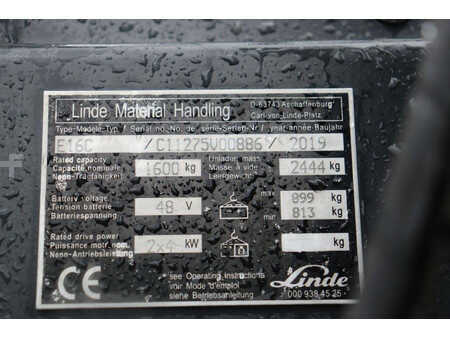 Linde Material Handling
D-63743 Aschaffenburg
Carl-von-Linde-Platz
Type-Modele-Typ / Serial no.-No. de série-Serien-Nr. / year-année-Baujahr
E16C / C11275V00886 / 2019
Rated capacity
Capacité nominale 1600 kg
Nenn-Tragfähigkeit
Unladen mass
Masse à vide 2444 kg
Leergewicht
Battery voltage
Tension batterie 48 V
Batteriespannung
max 899 kg
min 813 kg
Rated drive power
Puissance motr. nom. 2x4 kW
Nenn-Antriebsleistung
kg
CE
* see Operating Instructions
voir Mode d'emploi
siehe Betriebsanleitung
Linde
000 938 45 25